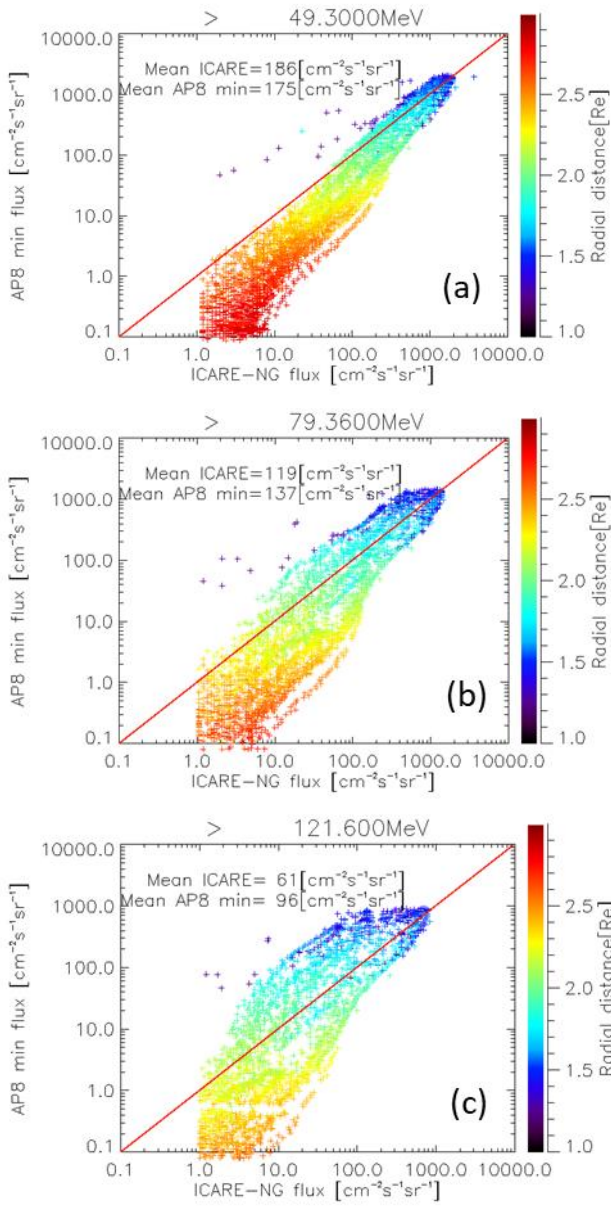 > 49.3000MeV
10000.0
Mean ICARE=186[cm⁻²s⁻¹sr⁻¹]
Mean AP8 min=175[cm⁻²s⁻¹sr⁻¹]
1000.0
100.0
10.0
1.0
0.1
AP8 min flux [cm⁻²s⁻¹sr⁻¹]
(a)
0.1 1.0 10.0 100.0 1000.0 10000.0
ICARE-NG flux [cm⁻²s⁻¹sr⁻¹]
2.5
2.0
1.5
1.0
Radial distance[Re]
> 79.3600MeV
10000.0
Mean ICARE=119[cm⁻²s⁻¹sr⁻¹]
Mean AP8 min=137[cm⁻²s⁻¹sr⁻¹]
1000.0
100.0
10.0
1.0
0.1
AP8 min flux [cm⁻²s⁻¹sr⁻¹]
(b)
0.1 1.0 10.0 100.0 1000.0 10000.0
ICARE-NG flux [cm⁻²s⁻¹sr⁻¹]
2.5
2.0
1.5
1.0
Radial distance[Re]
> 121.600MeV
10000.0
Mean ICARE= 61[cm⁻²s⁻¹sr⁻¹]
Mean AP8 min= 96[cm⁻²s⁻¹sr⁻¹]
1000.0
100.0
10.0
1.0
0.1
AP8 min flux [cm⁻²s⁻¹sr⁻¹]
(c)
0.1 1.0 10.0 100.0 1000.0 10000.0
ICARE-NG flux [cm⁻²s⁻¹sr⁻¹]
2.5
2.0
1.5
1.0
Radial distance[Re]